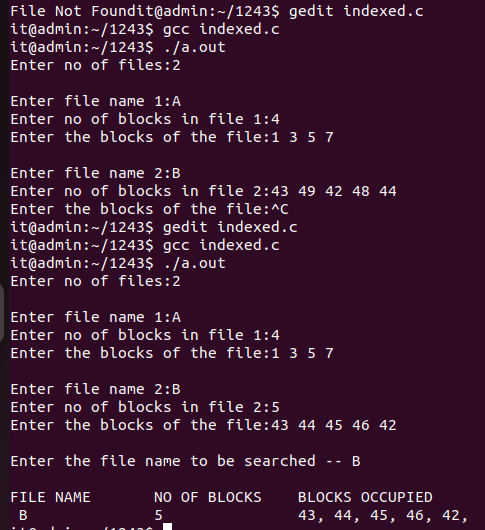 File Not Foundit@admin:~/1243$ gedit indexed.c
it@admin:~/1243$ gcc indexed.c
it@admin:~/1243$ ./a.out
Enter no of files:2
Enter file name 1:A
Enter no of blocks in file 1:4
Enter the blocks of the file:1 3 5 7
Enter file name 2:B
Enter no of blocks in file 2:43 49 42 48 44
Enter the blocks of the file:^C
it@admin:~/1243$ gedit indexed.c
it@admin:~/1243$ gcc indexed.c
it@admin:~/1243$ ./a.out
Enter no of files:2
Enter file name 1:A
Enter no of blocks in file 1:4
Enter the blocks of the file:1 3 5 7
Enter file name 2:B
Enter no of blocks in file 2:5
Enter the blocks of the file:43 44 45 46 42
Enter the file name to be searched -- B
FILE NAME NO OF BLOCKS BLOCKS OCCUPIED
B 5 43, 44, 45, 46, 42,
it@admin:~/1243$